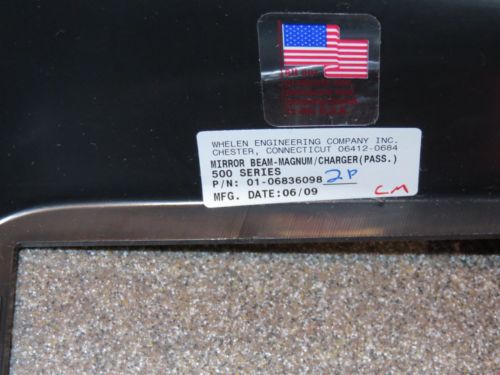 WHELEN ENGINEERING COMPANY INC.
CHESTER, CONNECTICUT 06412-0684
MIRROR BEAM-MAGNUM/CHARGER(PASS.)
500 SERIES
P/N: 01-06836098 2P
MFG. DATE:06/09 CM